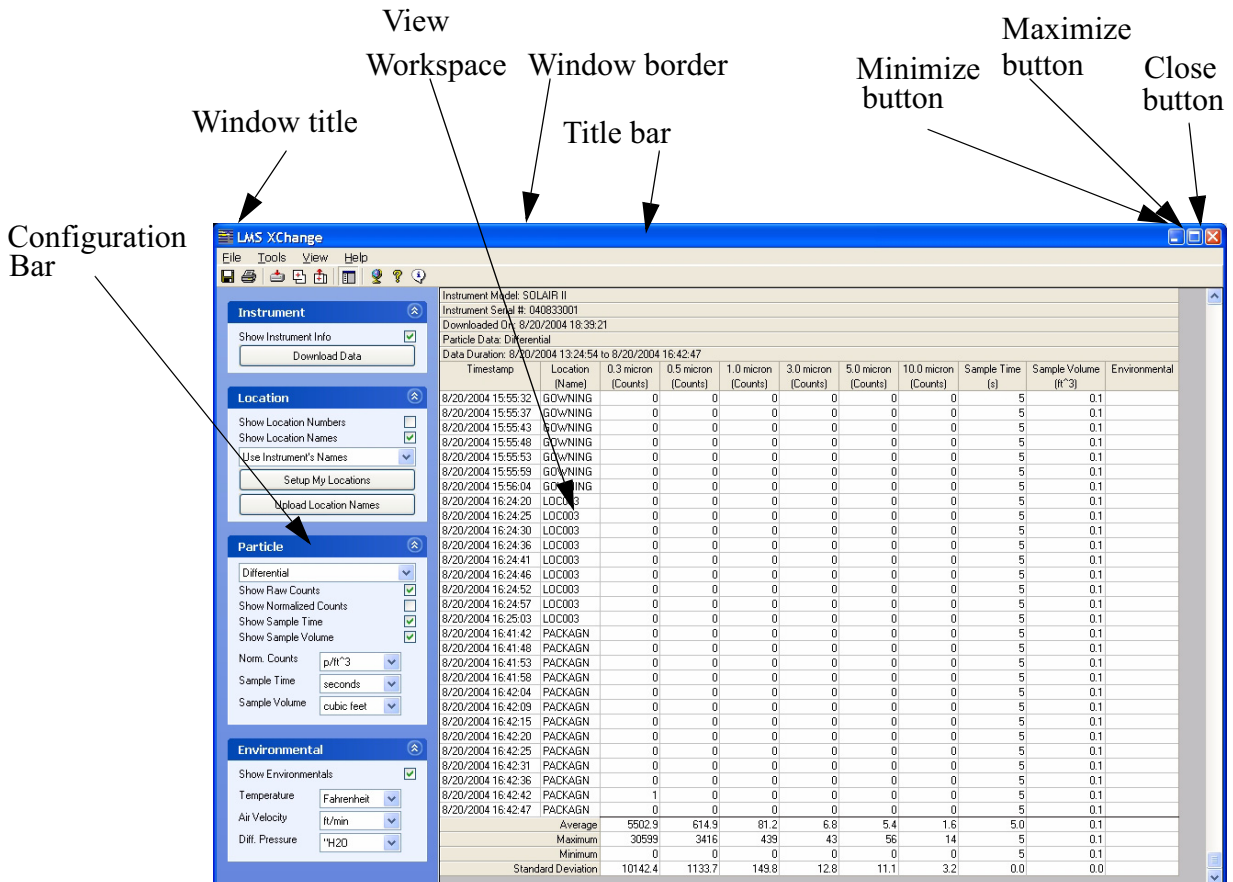 View
Workspace
Window border
Maximize
button
Minimize
button
Close
button
Window title
Title bar
Configuration
Bar
LMS XChange
File Tools View Help
Instrument
Show Instrument Info
Download Data
Location
Show Location Numbers
Show Location Names
Use Instrument's Names
Setup My Locations
Upload Location Names
Particle
Differential
Show Raw Counts
Show Normalized Counts
Show Sample Time
Show Sample Volume
Norm. Counts p/ft^3
Sample Time seconds
Sample Volume cubic feet
Environmental
Show Environmentals
Temperature Fahrenheit
Air Velocity ft/min
Diff. Pressure "H20
Instrument Model: SOLAIR II
Instrument Serial #: 040833001
Downloaded On: 8/20/2004 18:39:21
Particle Data: Differential
Data Duration: 8/20/2004 13:24:54 to 8/20/2004 16:42:47
Timestamp Location 0.3 micron 0.5 micron 1.0 micron 3.0 micron 5.0 micron 10.0 micron Sample Time Sample Volume Environmental
(Name) (Counts) (Counts) (Counts) (Counts) (Counts) (Counts) (s) (ft^3)
8/20/2004 15:55:32 GOWNING 0 0 0 0 0 0 5 0.1
8/20/2004 15:55:37 GOWNING 0 0 0 0 0 0 5 0.1
8/20/2004 15:55:43 GOWNING 0 0 0 0 0 0 5 0.1
8/20/2004 15:55:48 GOWNING 0 0 0 0 0 0 5 0.1
8/20/2004 15:55:53 GOWNING 0 0 0 0 0 0 5 0.1
8/20/2004 15:55:59 GOWNING 0 0 0 0 0 0 5 0.1
8/20/2004 15:56:04 GOWNING 0 0 0 0 0 0 5 0.1
8/20/2004 16:24:20 LOC003 0 0 0 0 0 0 5 0.1
8/20/2004 16:24:25 LOC003 0 0 0 0 0 0 5 0.1
8/20/2004 16:24:30 LOC003 0 0 0 0 0 0 5 0.1
8/20/2004 16:24:36 LOC003 0 0 0 0 0 0 5 0.1
8/20/2004 16:24:41 LOC003 0 0 0 0 0 0 5 0.1
8/20/2004 16:24:46 LOC003 0 0 0 0 0 0 5 0.1
8/20/2004 16:24:52 LOC003 0 0 0 0 0 0 5 0.1
8/20/2004 16:24:57 LOC003 0 0 0 0 0 0 5 0.1
8/20/2004 16:25:03 LOC003 0 0 0 0 0 0 5 0.1
8/20/2004 16:41:42 PACKAGN 0 0 0 0 0 0 5 0.1
8/20/2004 16:41:48 PACKAGN 0 0 0 0 0 0 5 0.1
8/20/2004 16:41:53 PACKAGN 0 0 0 0 0 0 5 0.1
8/20/2004 16:41:58 PACKAGN 0 0 0 0 0 0 5 0.1
8/20/2004 16:42:04 PACKAGN 0 0 0 0 0 0 5 0.1
8/20/2004 16:42:09 PACKAGN 0 0 0 0 0 0 5 0.1
8/20/2004 16:42:15 PACKAGN 0 0 0 0 0 0 5 0.1
8/20/2004 16:42:20 PACKAGN 0 0 0 0 0 0 5 0.1
8/20/2004 16:42:25 PACKAGN 0 0 0 0 0 0 5 0.1
8/20/2004 16:42:31 PACKAGN 0 0 0 0 0 0 5 0.1
8/20/2004 16:42:36 PACKAGN 0 0 0 0 0 0 5 0.1
8/20/2004 16:42:42 PACKAGN 1 0 0 0 0 0 5 0.1
8/20/2004 16:42:47 PACKAGN 0 0 0 0 0 0 5 0.1
Average 5502.9 614.9 81.2 6.8 5.4 1.6 5.0 0.1
Maximum 30599 3416 439 43 56 14 5 0.1
Minimum 0 0 0 0 0 0 5 0.1
Standard Deviation 10142.4 1133.7 149.8 12.8 11.1 3.2 0.0 0.0